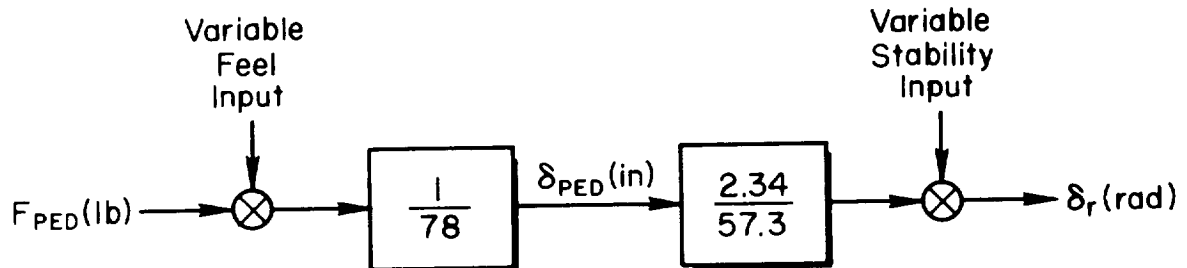 Variable
Feel
Input
Variable
Stability
Input
F_PED(lb)
1
78
δ_PED(in)
2.34
57.3
δ_r(rad)